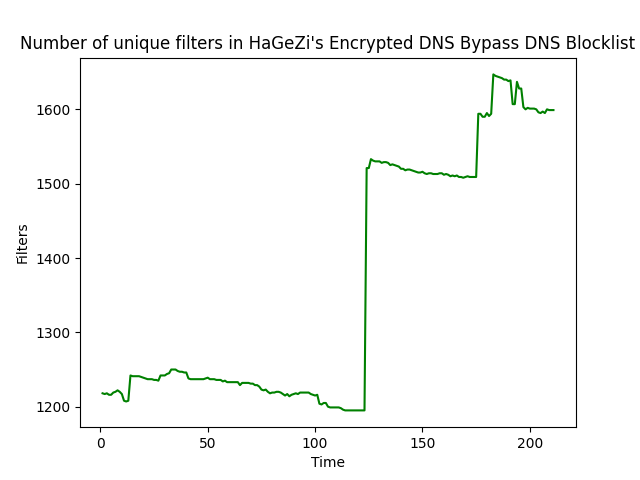 Number of unique filters in HaGeZi's Encrypted DNS Bypass DNS Blocklist
1600
1500
1400
1300
1200
Filters
0 50 100 150 200
Time